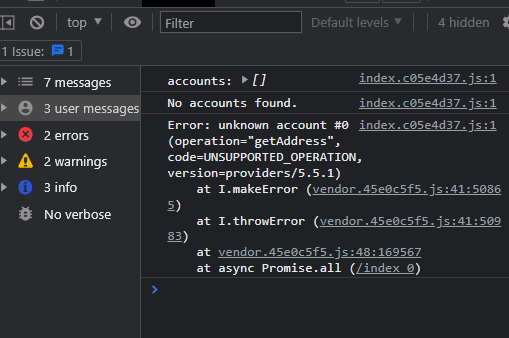 top
Filter
Default levels
4 hidden
1 Issue: 1
7 messages
3 user messages
2 errors
2 warnings
3 info
No verbose
accounts: [] index.c05e4d37.js:1
No accounts found. index.c05e4d37.js:1
Error: unknown account #0 index.c05e4d37.js:1
(operation="getAddress",
code=UNSUPPORTED_OPERATION,
version=providers/5.5.1)
at I.makeError (vendor.45e0c5f5.js:41:5086
5)
at I.throwError (vendor.45e0c5f5.js:41:509
83)
at vendor.45e0c5f5.js:48:169567
at async Promise.all (/index 0)